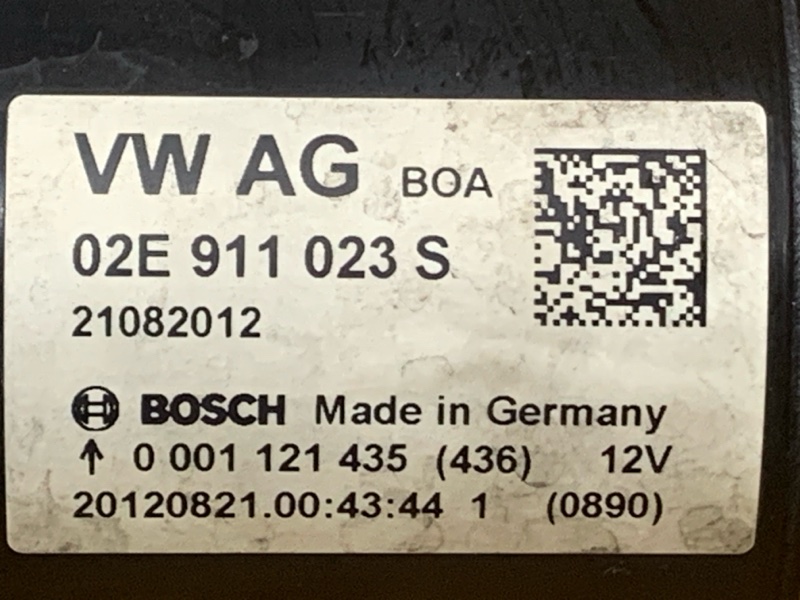 VW AG BOA
02E 911 023 S
21082012
BOSCH Made in Germany
↑ 0 001 121 435 (436) 12V
20120821.00:43:44 1 (0890)